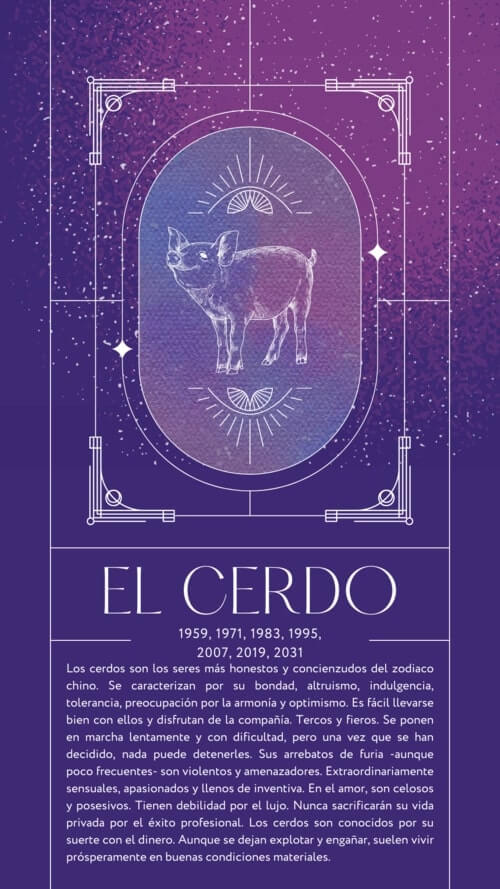 EL CERDO
1959, 1971, 1983, 1995,
2007, 2019, 2031
Los cerdos son los seres más honestos y concienzudos del zodiaco
chino. Se caracterizan por su bondad, altruismo, indulgencia,
tolerancia, preocupación por la armonía y optimismo. Es fácil llevarse
bien con ellos y disfrutan de la compañía. Tercos y fieros. Se ponen
en marcha lentamente y con dificultad, pero una vez que se han
decidido, nada puede detenerles. Sus arrebatos de furia -aunque
poco frecuentes- son violentos y amenazadores. Extraordinariamente
sensuales, apasionados y llenos de inventiva. En el amor, son celosos
y posesivos. Tienen debilidad por el lujo. Nunca sacrificarán su vida
privada por el éxito profesional. Los cerdos son conocidos por su
suerte con el dinero. Aunque se dejan explotar y engañar, suelen vivir
prósperamente en buenas condiciones materiales.